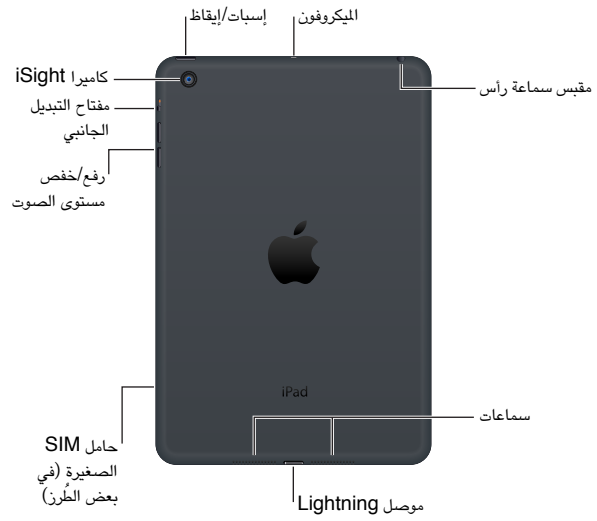 الميكروفون
إسبات/إيقاظ
كاميرا iSight
مقبس سماعة رأس
مفتاح التبديل
الجانبي
رفع/خفض
مستوى الصوت
iPad
سماعات
حامل SIM
الصغيرة (في
بعض الطُرز)
موصل Lightning